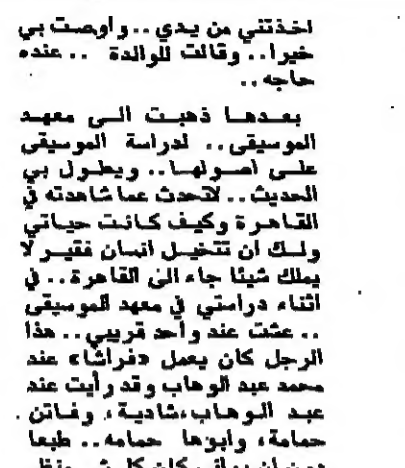 اخذتني من يدي .. واوصت بي
خيرا .. وقالت للوالدة .. عنده
حاجه ..
بعدها ذهبت الى معهد
الموسيقى .. لدراسة الموسيقى
على اصولها .. ويطول بي
الحديث .. لاتحدث عما شاهدته في
القاهرة وكيف كانت حياتي
ولك ان تتخيل انسان فقير لا
يملك شيئا جاء الى القاهرة .. في
اثناء دراستي في معهد الموسيقى
.. عشت عند واحد قريبي .. هذا
الرجل كان يعمل «فراشا» عند
محمد عبد الوهاب وقد رأيت عند
عبد الوهاب، شادية، وفاتن
حمامة، وابوها حمامه .. طبعا